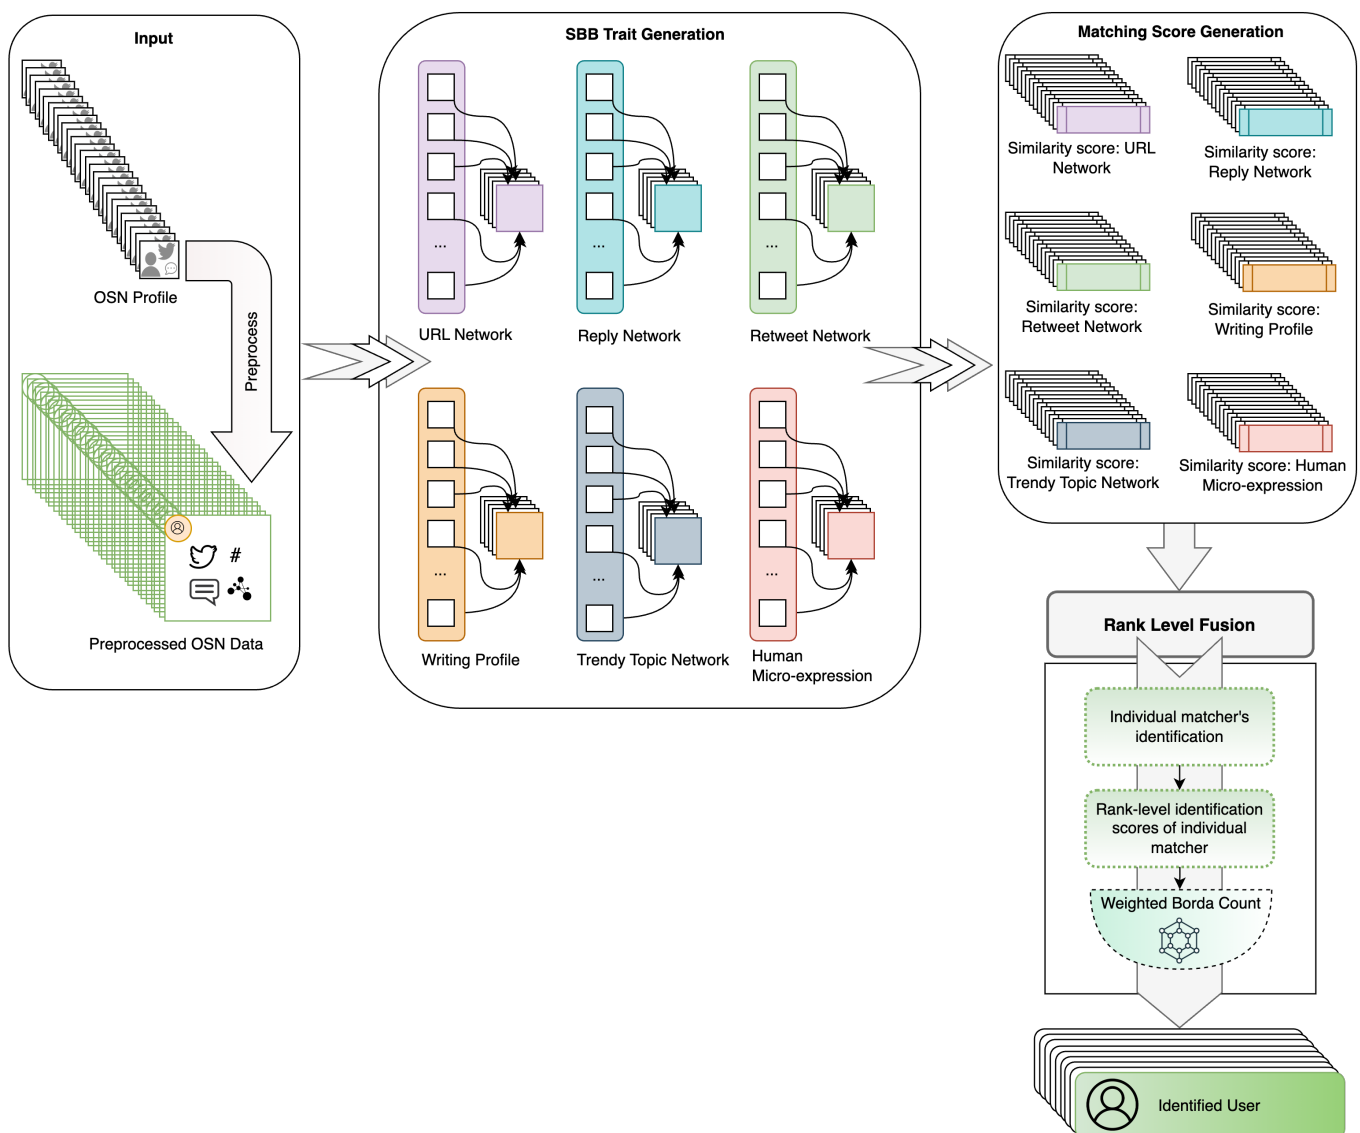 Input
OSN Profile
Preprocess
Preprocessed OSN Data
#
SBB Trait Generation
...
URL Network
...
Reply Network
...
Retweet Network
...
Writing Profile
...
Trendy Topic Network
...
Human
Micro-expression
Matching Score Generation
Similarity score: URL
Network
Similarity score:
Reply Network
Similarity score:
Retweet Network
Similarity score:
Writing Profile
Similarity score:
Trendy Topic Network
Similarity score: Human
Micro-expression
Rank Level Fusion
Individual matcher's
identification
Rank-level identification
scores of individual
matcher
Weighted Borda Count
Identified User